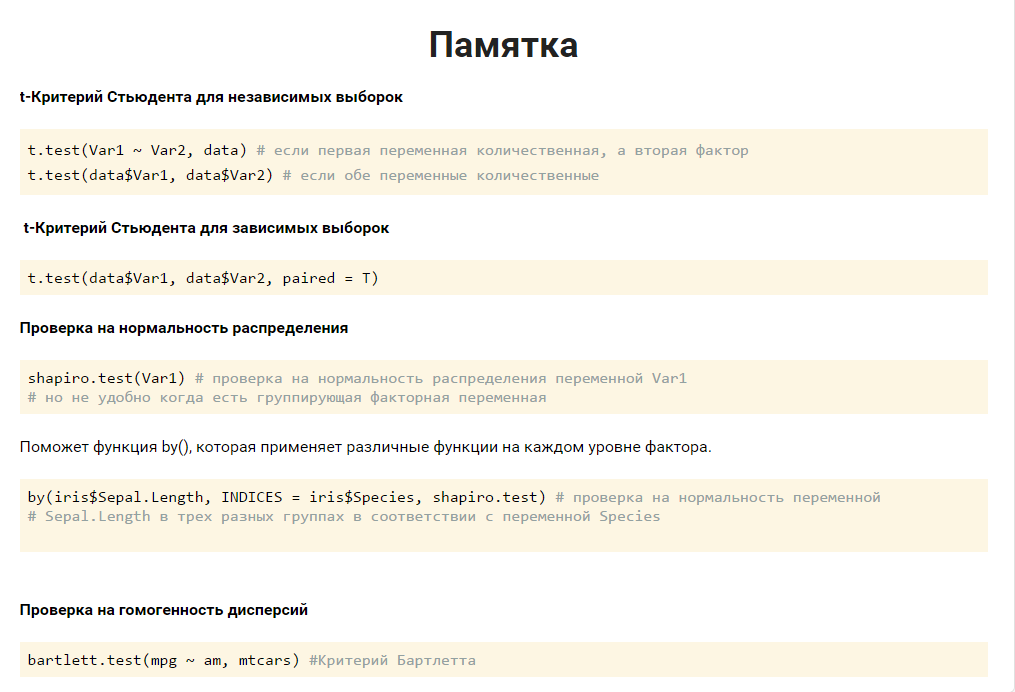 Памятка
t-Критерий Стьюдента для независимых выборок
t.test(Var1 ~ Var2, data) # если первая переменная количественная, а вторая фактор
t.test(data$Var1, data$Var2) # если обе переменные количественные
t-Критерий Стьюдента для зависимых выборок
t.test(data$Var1, data$Var2, paired = T)
Проверка на нормальность распределения
shapiro.test(Var1) # проверка на нормальность распределения переменной Var1
# но не удобно когда есть группирующая факторная переменная
Поможет функция by(), которая применяет различные функции на каждом уровне фактора.
by(iris$Sepal.Length, INDICES = iris$Species, shapiro.test) # проверка на нормальность переменной
# Sepal.Length в трех разных группах в соответствии с переменной Species
Проверка на гомогенность дисперсий
bartlett.test(mpg ~ am, mtcars) #Критерий Бартлетта